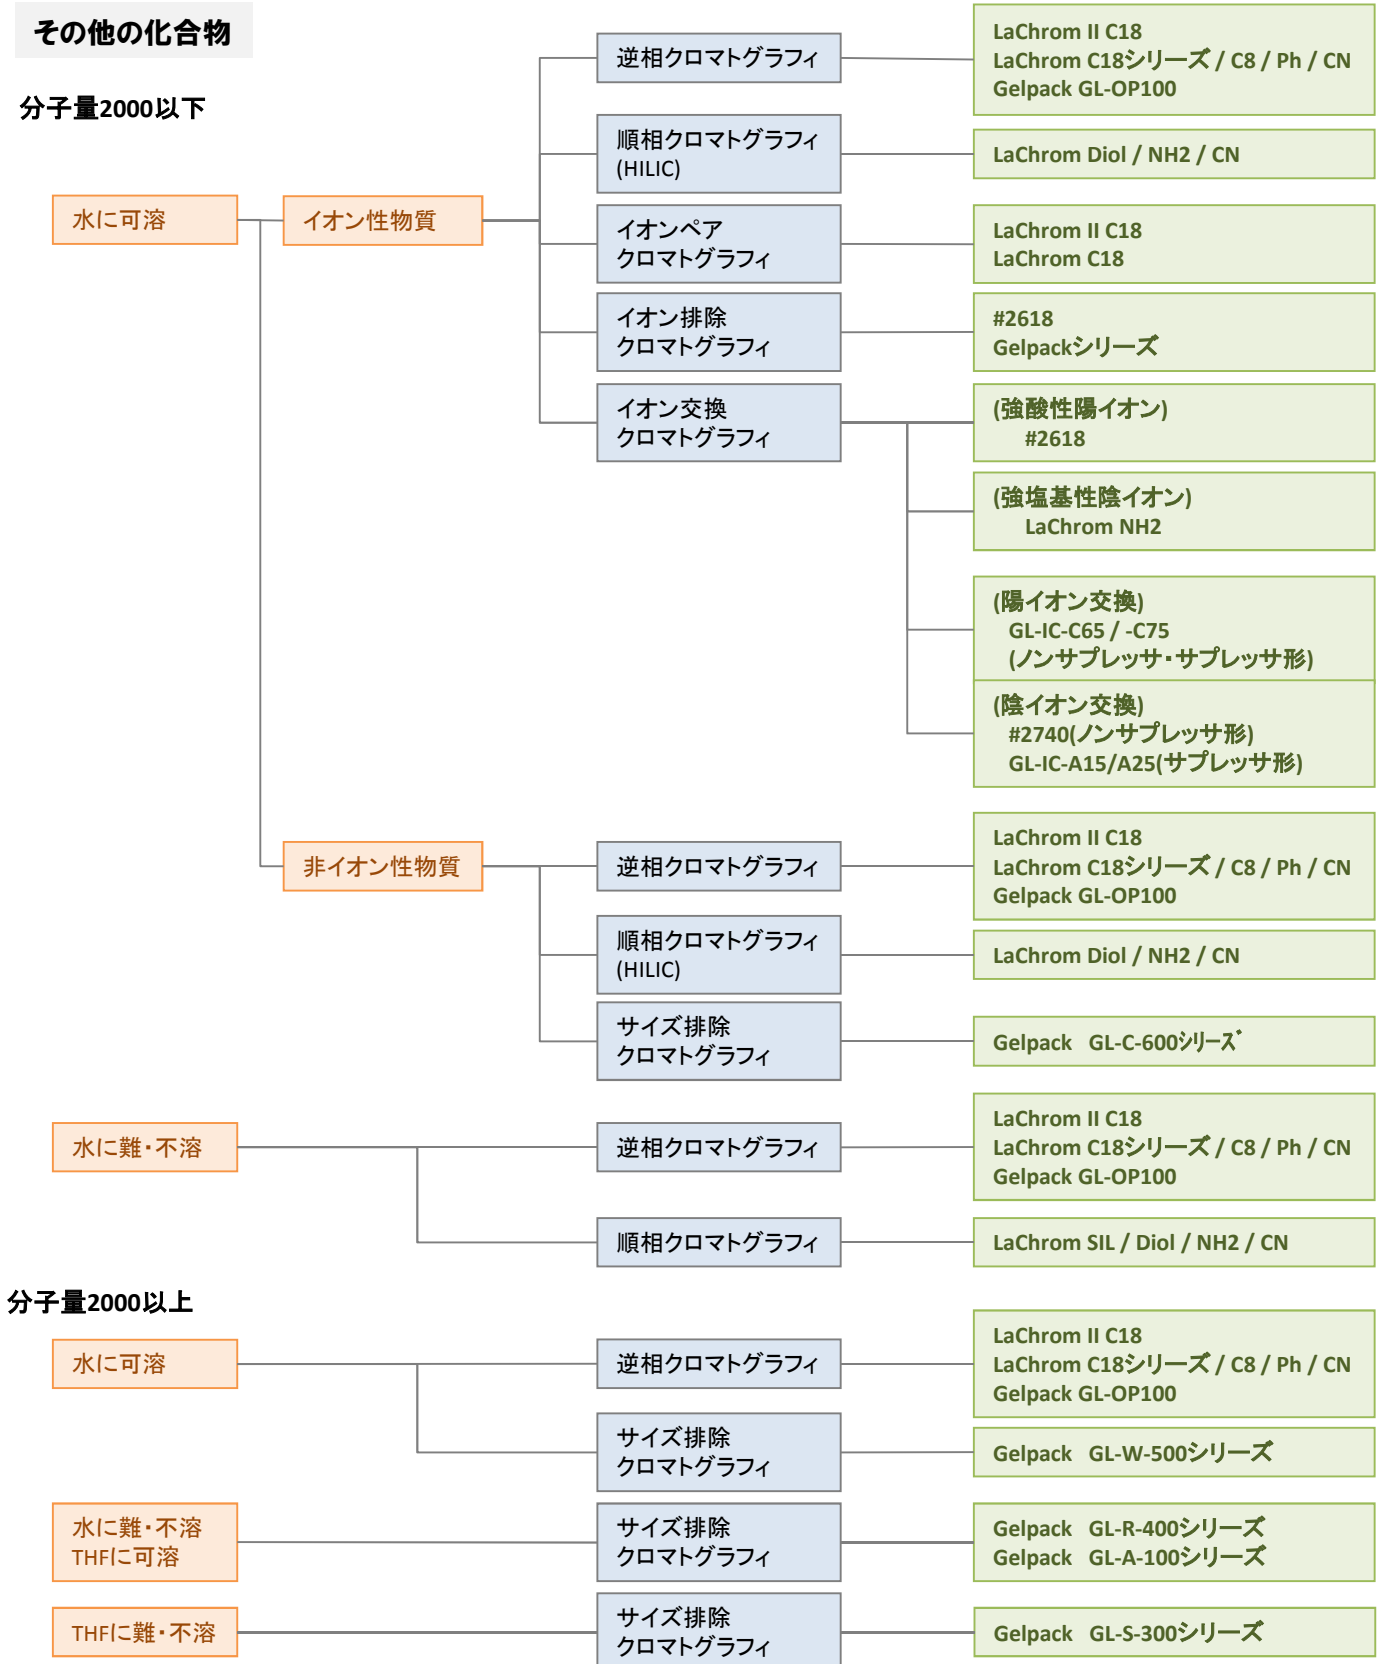 その他の化合物
分子量2000以下
水に可溶
イオン性物質
逆相クロマトグラフィ
LaChrom II C18
LaChrom C18シリーズ / C8 / Ph / CN
Gelpack GL-OP100
順相クロマトグラフィ
(HILIC)
LaChrom Diol / NH2 / CN
イオンペア
クロマトグラフィ
LaChrom II C18
LaChrom C18
イオン排除
クロマトグラフィ
#2618
Gelpackシリーズ
イオン交換
クロマトグラフィ
(強酸性陽イオン)
#2618
(強塩基性陰イオン)
LaChrom NH2
(陽イオン交換)
GL-IC-C65 / -C75
(ノンサプレッサ・サプレッサ形)
(陰イオン交換)
#2740(ノンサプレッサ形)
GL-IC-A15/A25(サプレッサ形)
非イオン性物質
逆相クロマトグラフィ
LaChrom II C18
LaChrom C18シリーズ / C8 / Ph / CN
Gelpack GL-OP100
順相クロマトグラフィ
(HILIC)
LaChrom Diol / NH2 / CN
サイズ排除
クロマトグラフィ
Gelpack GL-C-600ｼﾘｰｽﾞ
水に難・不溶
逆相クロマトグラフィ
LaChrom II C18
LaChrom C18シリーズ / C8 / Ph / CN
Gelpack GL-OP100
順相クロマトグラフィ
LaChrom SIL / Diol / NH2 / CN
分子量2000以上
水に可溶
逆相クロマトグラフィ
LaChrom II C18
LaChrom C18シリーズ / C8 / Ph / CN
Gelpack GL-OP100
サイズ排除
クロマトグラフィ
Gelpack GL-W-500シリーズ
水に難・不溶
THFに可溶
サイズ排除
クロマトグラフィ
Gelpack GL-R-400シリーズ
Gelpack GL-A-100シリーズ
THFに難・不溶
サイズ排除
クロマトグラフィ
Gelpack GL-S-300シリーズ